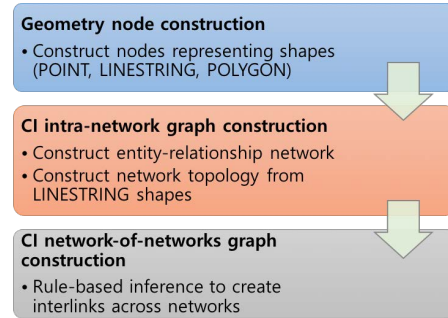 Geometry node construction
• Construct nodes representing shapes
(POINT, LINESTRING, POLYGON)
CI intra-network graph construction
• Construct entity-relationship network
• Construct network topology from
LINESTRING shapes
CI network-of-networks graph
construction
• Rule-based inference to create
interlinks across networks